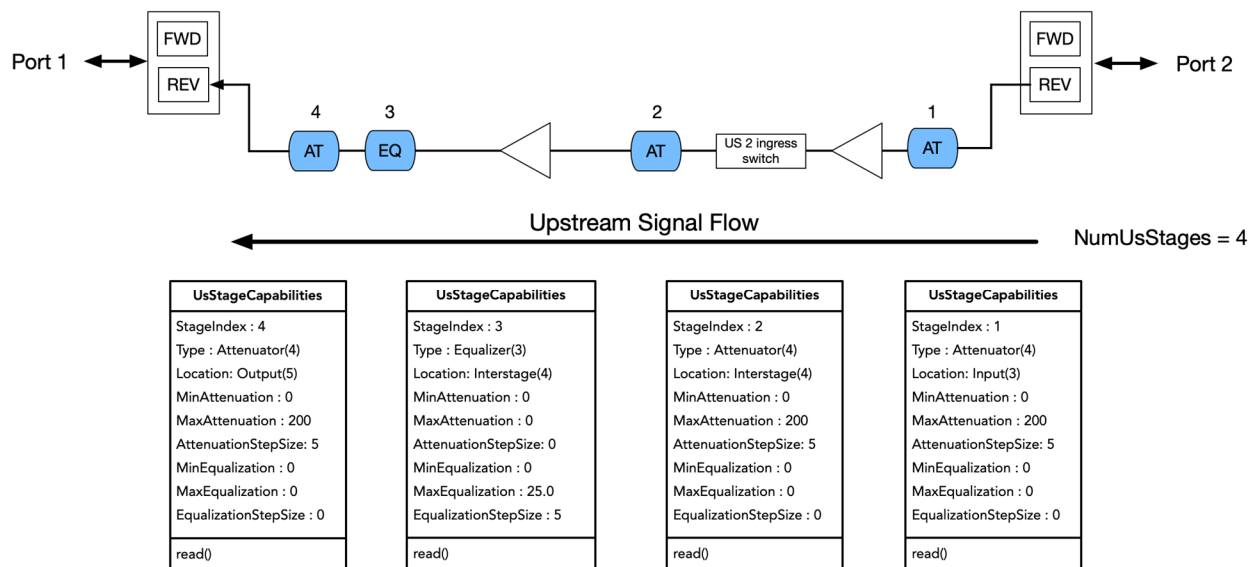 Port 1
FWD
REV
FWD
REV
Port 2
4
3
2
1
AT
EQ
AT
US 2 ingress
switch
AT
Upstream Signal Flow
NumUsStages = 4
UsStageCapabilities
StageIndex : 4
Type : Attenuator(4)
Location: Output(5)
MinAttenuation : 0
MaxAttenuation : 200
AttenuationStepSize: 5
MinEqualization : 0
MaxEqualization : 0
EqualizationStepSize : 0
read()
UsStageCapabilities
StageIndex : 3
Type : Equalizer(3)
Location: Interstage(4)
MinAttenuation : 0
MaxAttenuation : 0
AttenuationStepSize: 0
MinEqualization : 0
MaxEqualization : 25.0
EqualizationStepSize : 5
read()
UsStageCapabilities
StageIndex : 2
Type : Attenuator(4)
Location: Interstage(4)
MinAttenuation : 0
MaxAttenuation : 200
AttenuationStepSize: 5
MinEqualization : 0
MaxEqualization : 0
EqualizationStepSize : 0
read()
UsStageCapabilities
StageIndex : 1
Type : Attenuator(4)
Location: Input(3)
MinAttenuation : 0
MaxAttenuation : 200
AttenuationStepSize: 5
MinEqualization : 0
MaxEqualization : 0
EqualizationStepSize : 0
read()